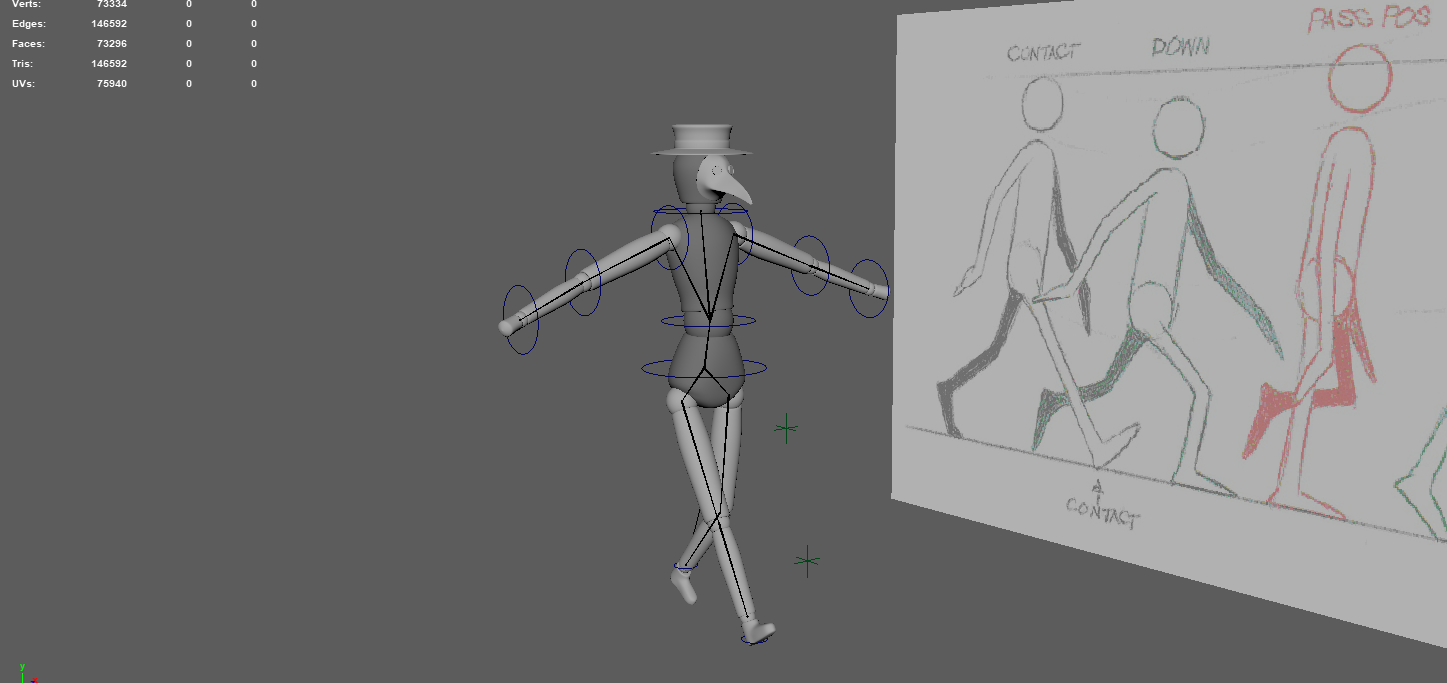 Verts: 73334 0 0
Edges: 146592 0 0
Faces: 73296 0 0
Tris: 146592 0 0
UVs: 75940 0 0
CONTACT
DOWN
PASS POS
CONTACT
y